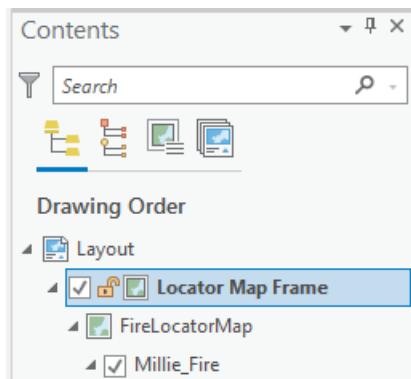 Contents
Search
Drawing Order
Layout
Locator Map Frame
FireLocatorMap
Millie_Fire